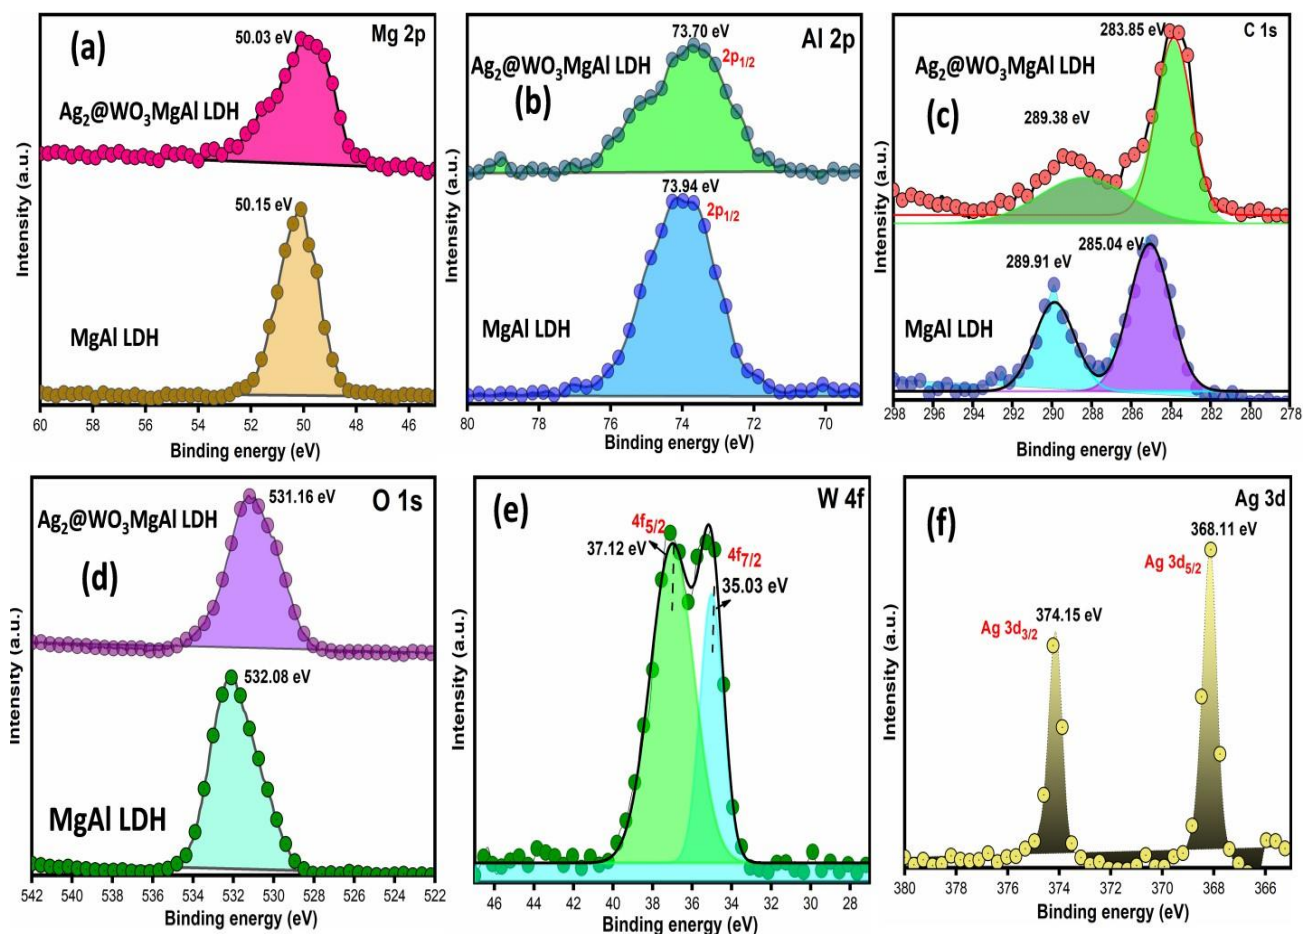 (a)
Mg 2p
50.03 eV
Ag₂@WO₃MgAl LDH
50.15 eV
MgAl LDH
Intensity (a.u.)
60 58 56 54 52 50 48 46
Binding energy (eV)
(b)
Al 2p
73.70 eV
2p₁/₂
Ag₂@WO₃MgAl LDH
73.94 eV
2p₁/₂
MgAl LDH
Intensity (a.u.)
80 78 76 74 72 70
Binding energy (eV)
(c)
C 1s
283.85 eV
Ag₂@WO₃MgAl LDH
289.38 eV
285.04 eV
289.91 eV
MgAl LDH
Intensity (a.u.)
298 296 294 292 290 288 286 284 282 280 278
Binding energy (eV)
(d)
O 1s
531.16 eV
Ag₂@WO₃MgAl LDH
532.08 eV
MgAl LDH
Intensity (a.u.)
542 540 538 536 534 532 530 528 526 524 522
Binding energy (eV)
(e)
W 4f
4f₅/₂
37.12 eV
4f₇/₂
35.03 eV
Intensity (a.u.)
46 44 42 40 38 36 34 32 30 28
Binding energy (eV)
(f)
Ag 3d
368.11 eV
Ag 3d₅/₂
374.15 eV
Ag 3d₃/₂
Intensity (a.u.)
380 378 376 374 372 370 368 366
Binding energy (eV)